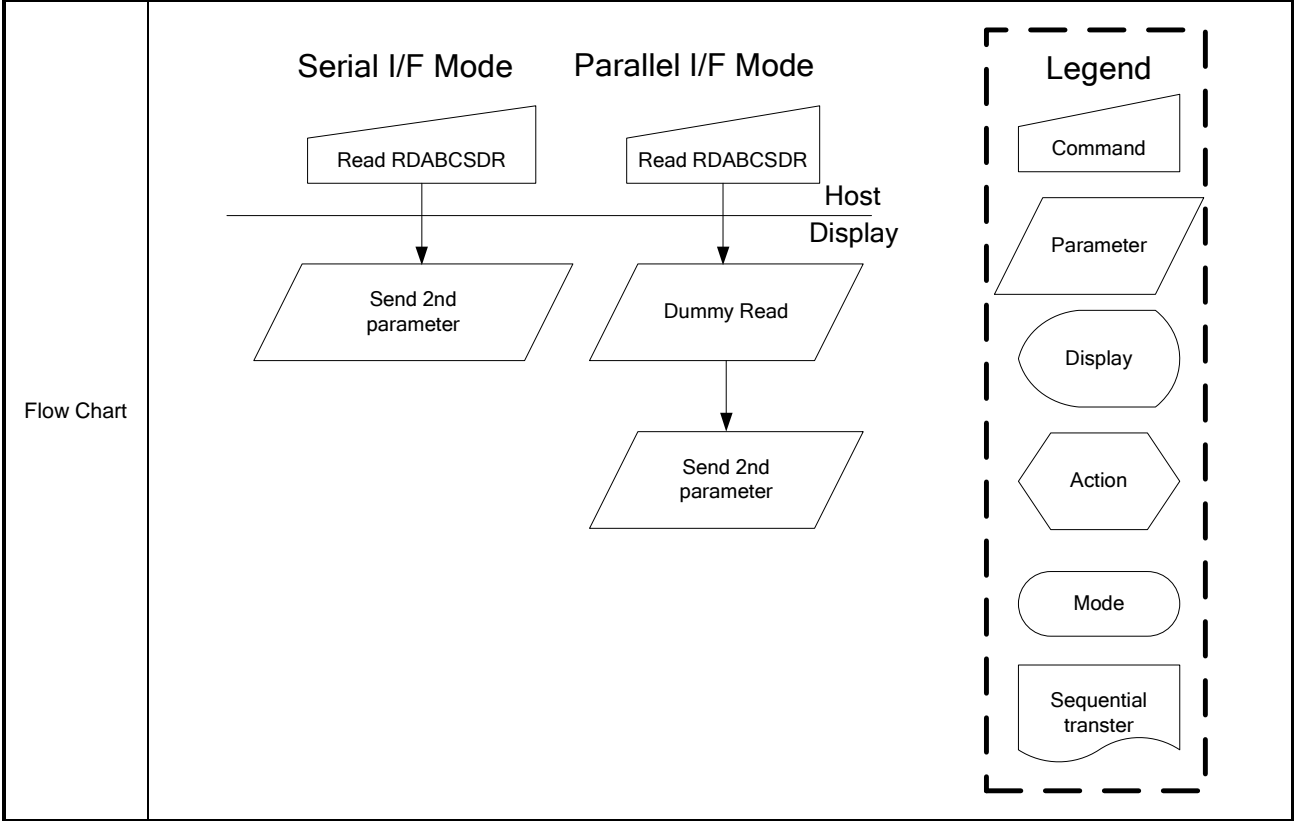 Flow Chart
Serial I/F Mode
Read RDABCSDR
Send 2nd
parameter
Parallel I/F Mode
Read RDABCSDR
Host
Display
Dummy Read
Send 2nd
parameter
Legend
Command
Parameter
Display
Action
Mode
Sequential
transter